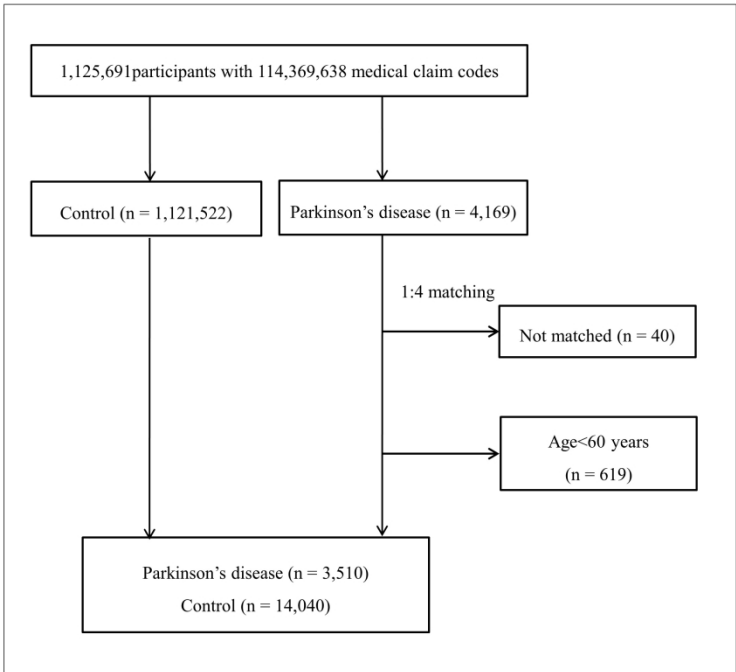 1,125,691participants with 114,369,638 medical claim codes
Control (n = 1,121,522)
Parkinson’s disease (n = 4,169)
1:4 matching
Not matched (n = 40)
Age<60 years
(n = 619)
Parkinson’s disease (n = 3,510)
Control (n = 14,040)